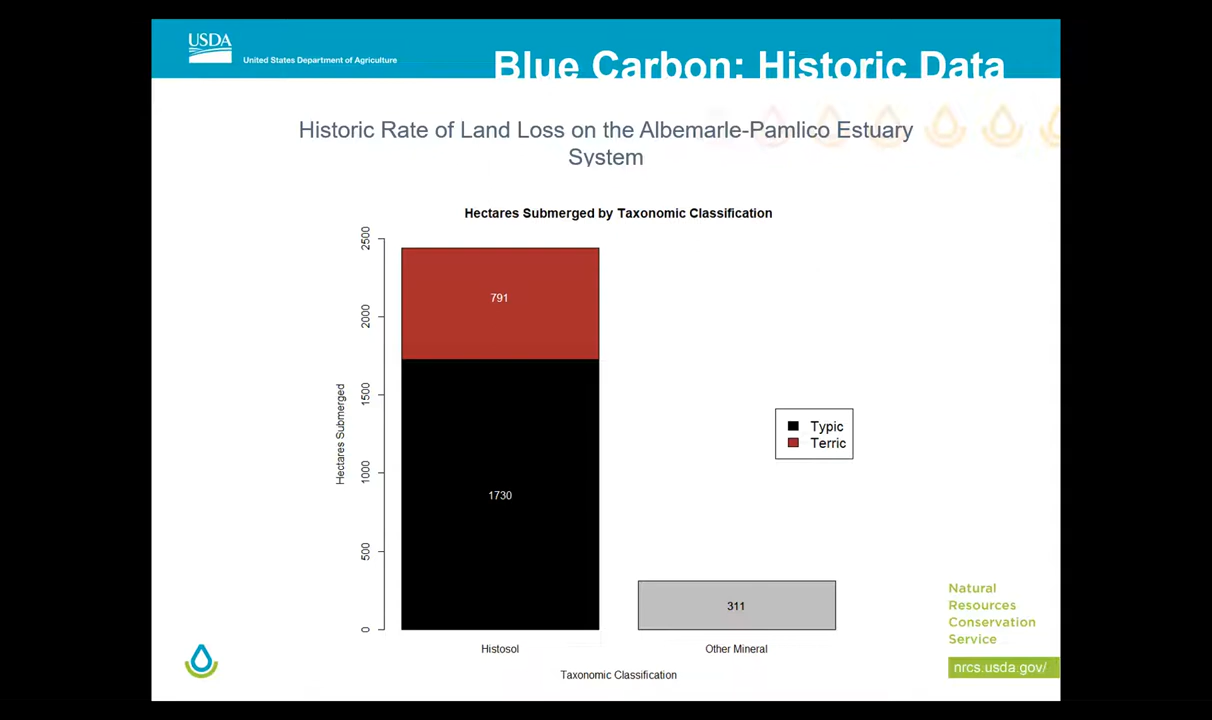 USDA
United States Department of Agriculture
Blue Carbon: Historic Data
Historic Rate of Land Loss on the Albemarle-Pamlico Estuary
System
Hectares Submerged by Taxonomic Classification
Hectares Submerged
2500
2000
1500
1000
500
0
791
1730
311
Typic
Terric
Histosol
Other Mineral
Taxonomic Classification
Natural
Resources
Conservation
Service
nrcs.usda.gov/